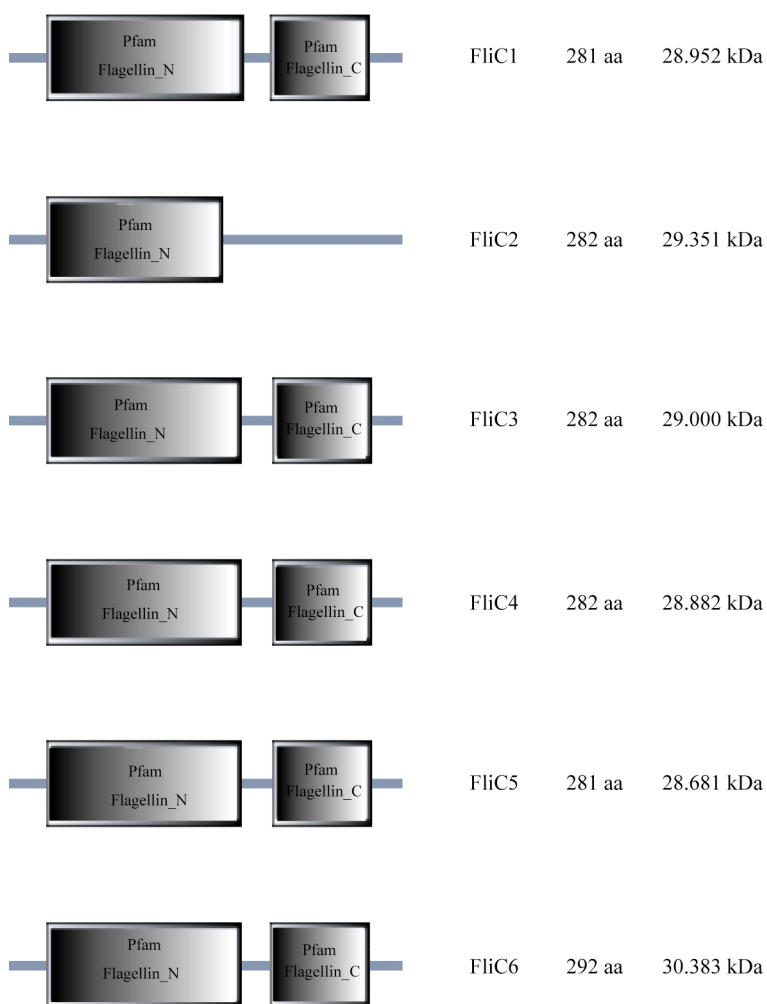 Pfam
Flagellin_N
Pfam
Flagellin_C
FliC1 281 aa 28.952 kDa
Pfam
Flagellin_N
FliC2 282 aa 29.351 kDa
Pfam
Flagellin_N
Pfam
Flagellin_C
FliC3 282 aa 29.000 kDa
Pfam
Flagellin_N
Pfam
Flagellin_C
FliC4 282 aa 28.882 kDa
Pfam
Flagellin_N
Pfam
Flagellin_C
FliC5 281 aa 28.681 kDa
Pfam
Flagellin_N
Pfam
Flagellin_C
FliC6 292 aa 30.383 kDa